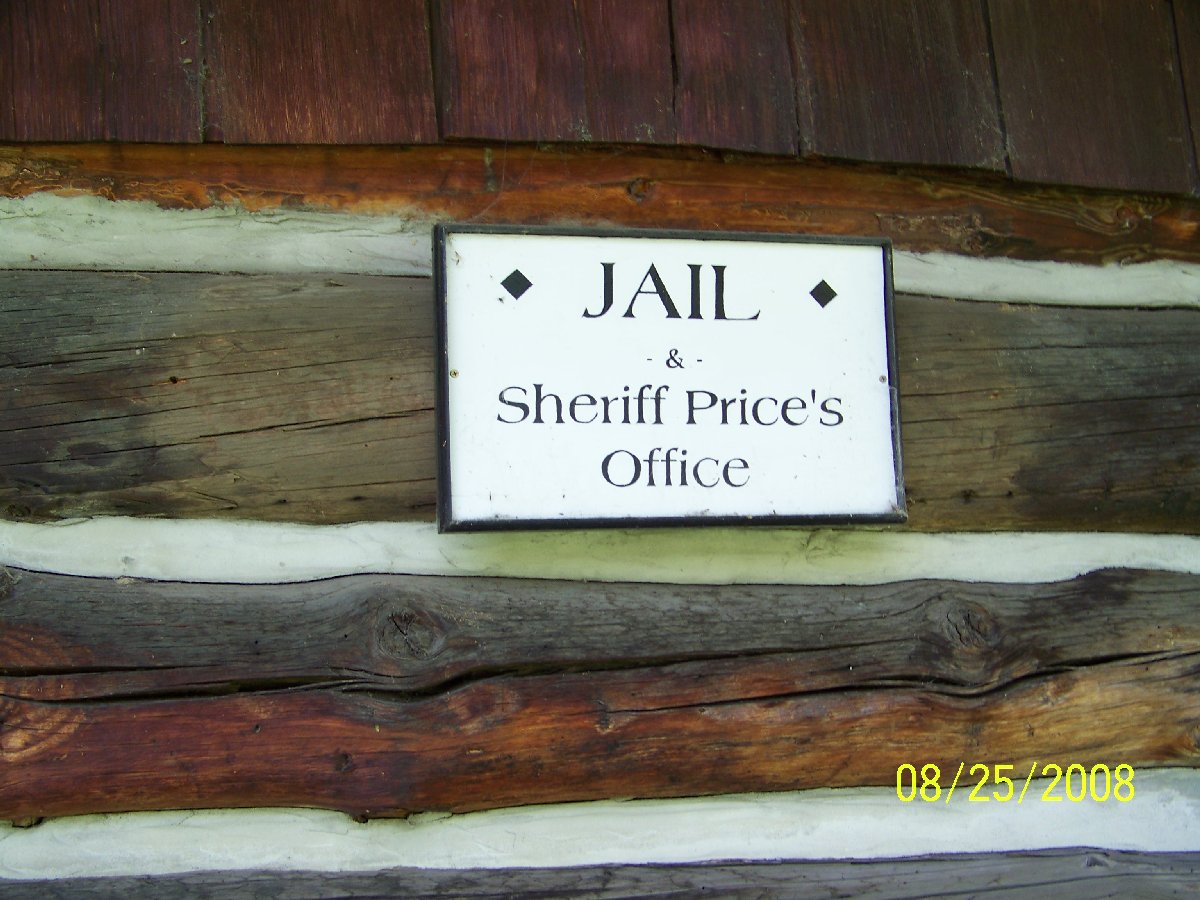 JAIL
- & -
Sheriff Price's
Office
08/25/2008